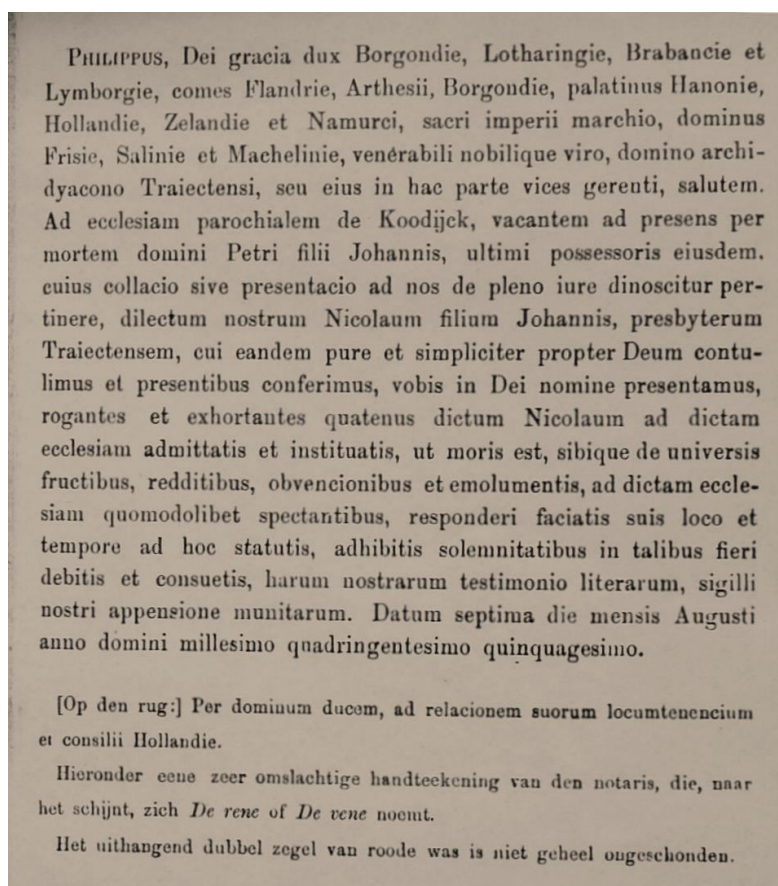 PHILIPPUS, Dei gracia dux Borgondie, Lotharingie, Brabancie et
Lymborgie, comes Flandrie, Arthesii, Borgondie, palatinus Hanonie,
Hollandie, Zelandie et Namurci, sacri imperii marchio, dominus
Frisie, Salinie et Machelinie, venérabili nobilique viro, domino archi-
dyacono Traiectensi, seu eius in hac parte vices gerenti, salutem.
Ad ecclesiam parochialem de Koodijck, vacantem ad presens per
mortem domini Petri filii Johannis, ultimi possessoris eiusdem.
cuius collacio sive presentacio ad nos de pleno iure dinoscitur per-
tinere, dilectum nostrum Nicolaum filium Johannis, presbyterum
Traiectensem, cui eandem pure et simpliciter propter Deum contu-
limus et presentibus conferimus, vobis in Dei nomine presentamus,
rogantes et exhortantes quatenus dictum Nicolaum ad dictam
ecclesiam admittatis et instituatis, ut moris est, sibique de universis
fructibus, redditibus, obvencionibus et emolumentis, ad dictam eccle-
siam quomodolibet spectantibus, responderi faciatis suis loco et
tempore ad hoc statutis, adhibitis solemnitatibus in talibus fieri
debitis et consuetis, harum nostrarum testimonio literarum, sigilli
nostri appensione munitarum. Datum septima die mensis Augusti
anno domini millesimo quadringentesimo quinquagesimo.
[Op den rug:] Per dominum ducem, ad relacionem suorum locumtenencium
et consilii Hollandie.
Hieronder eene zeer omslachtige handteekening van den notaris, die, naar
het schijnt, zich De rene of De vene noemt.
Het uithangend dubbel zegel van roode was is niet geheel ongeschonden.